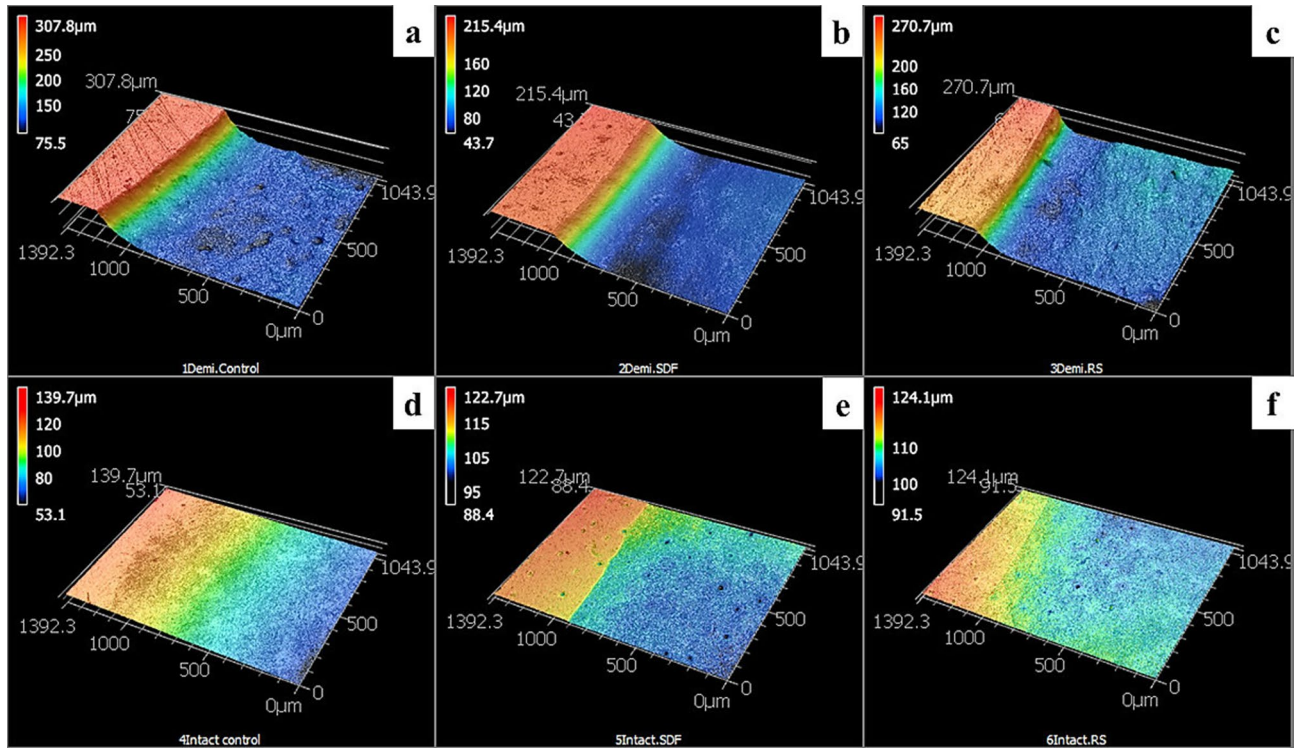 307.8µm
250
200
150
75.5
307.8µm
75
a
1043.9
500
0
0µm
500
1000
1392.3
1Demi.Control
215.4µm
160
120
80
43.7
215.4µm
43.
b
1043.9
500
0
0µm
500
1000
1392.3
2Demi.SDF
270.7µm
200
160
120
65
270.7µm
6
c
1043.9
500
0
0µm
500
1000
1392.3
3Demi.RS
139.7µm
120
100
80
53.1
139.7µm
53.1
d
1043.9
500
0
0µm
500
1000
1392.3
4Intact control
122.7µm
115
105
95
88.4
122.7µm
88.4
e
1043.9
500
0
0µm
500
1000
1392.3
5Intact.SDF
124.1µm
110
100
91.5
124.1µm
91.5
f
1043.9
500
0
0µm
500
1000
1392.3
6Intact.RS